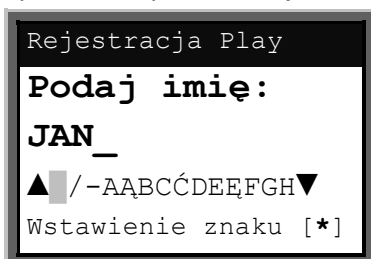 Rejestracja Play
Podaj imię:
JAN_
▲ /-AĄBCĆDEĘFGH▼
Wstawienie znaku [*]